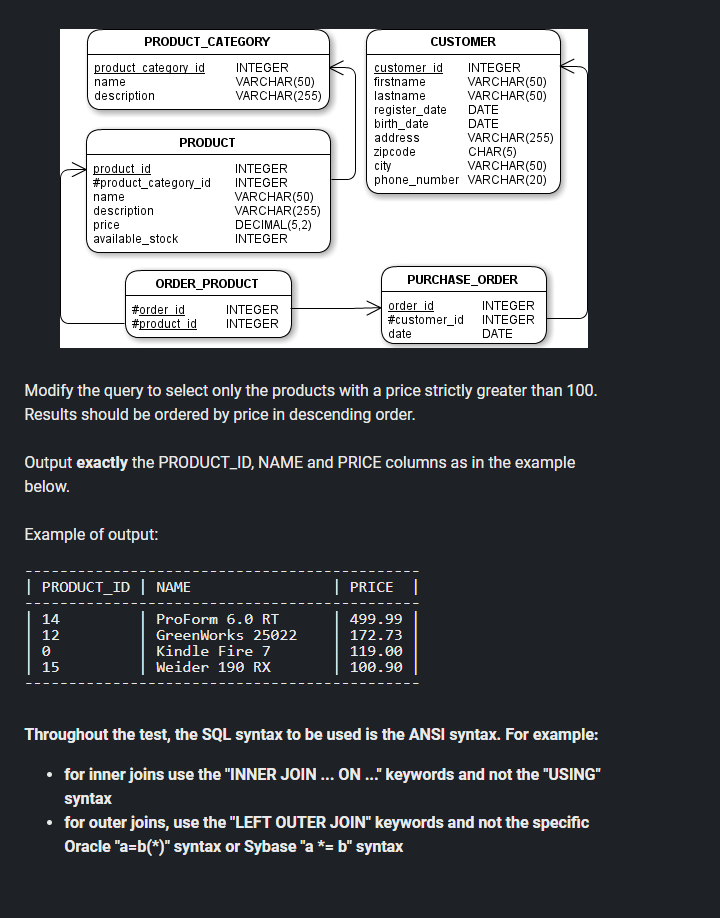 PRODUCT_CATEGORY
product_category_id INTEGER
name VARCHAR(50)
description VARCHAR(255)
CUSTOMER
customer_id INTEGER
firstname VARCHAR(50)
lastname VARCHAR(50)
register_date DATE
birth_date DATE
address VARCHAR(255)
zipcode CHAR(5)
city VARCHAR(50)
phone_number VARCHAR(20)
PRODUCT
product_id INTEGER
#product_category_id INTEGER
name VARCHAR(50)
description VARCHAR(255)
price DECIMAL(5,2)
available_stock INTEGER
ORDER_PRODUCT
#order_id INTEGER
#product_id INTEGER
PURCHASE_ORDER
order_id INTEGER
#customer_id INTEGER
date DATE
Modify the query to select only the products with a price strictly greater than 100.
Results should be ordered by price in descending order.
Output exactly the PRODUCT_ID, NAME and PRICE columns as in the example
below.
Example of output:
---------------------------------------------
| PRODUCT_ID | NAME | PRICE |
---------------------------------------------
| 14 | ProForm 6.0 RT | 499.99 |
| 12 | GreenWorks 25022 | 172.73 |
| 0 | Kindle Fire 7 | 119.00 |
| 15 | Weider 190 RX | 100.90 |
---------------------------------------------
Throughout the test, the SQL syntax to be used is the ANSI syntax. For example:
• for inner joins use the "INNER JOIN ... ON ..." keywords and not the "USING"
syntax
• for outer joins, use the "LEFT OUTER JOIN" keywords and not the specific
Oracle "a=b(*)" syntax or Sybase "a *= b" syntax